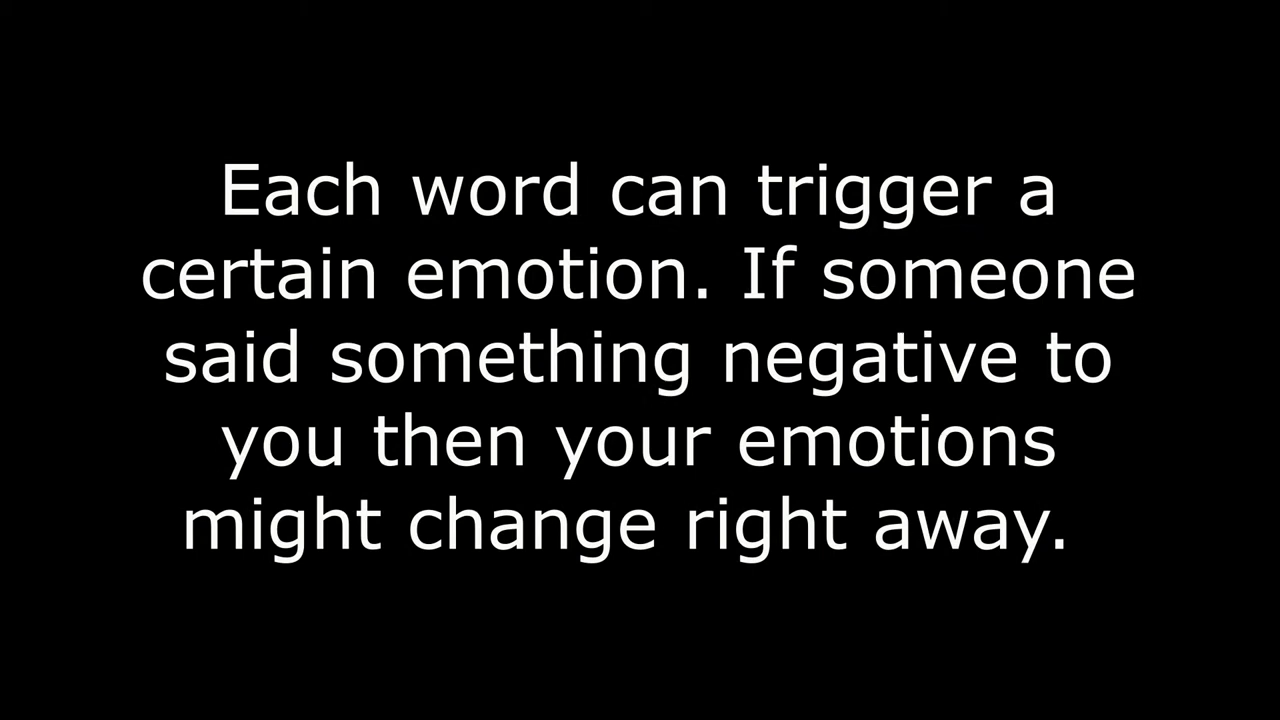 Each word can trigger a
certain emotion. If someone
said something negative to
you then your emotions
might change right away.